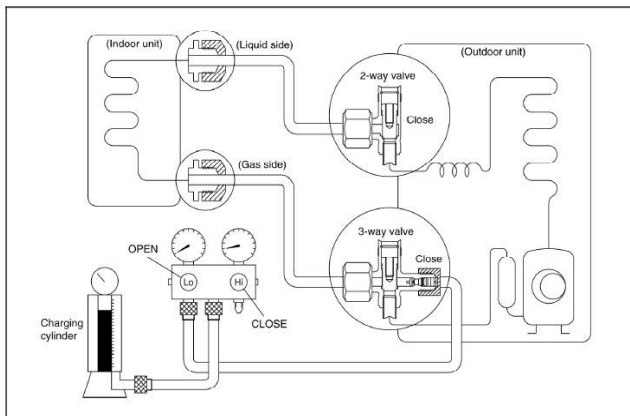 (Indoor unit)
(Liquid side)
(Outdoor unit)
2-way valve
Close
(Gas side)
3-way valve
Close
OPEN
Lo
Hi
CLOSE
Charging
cylinder